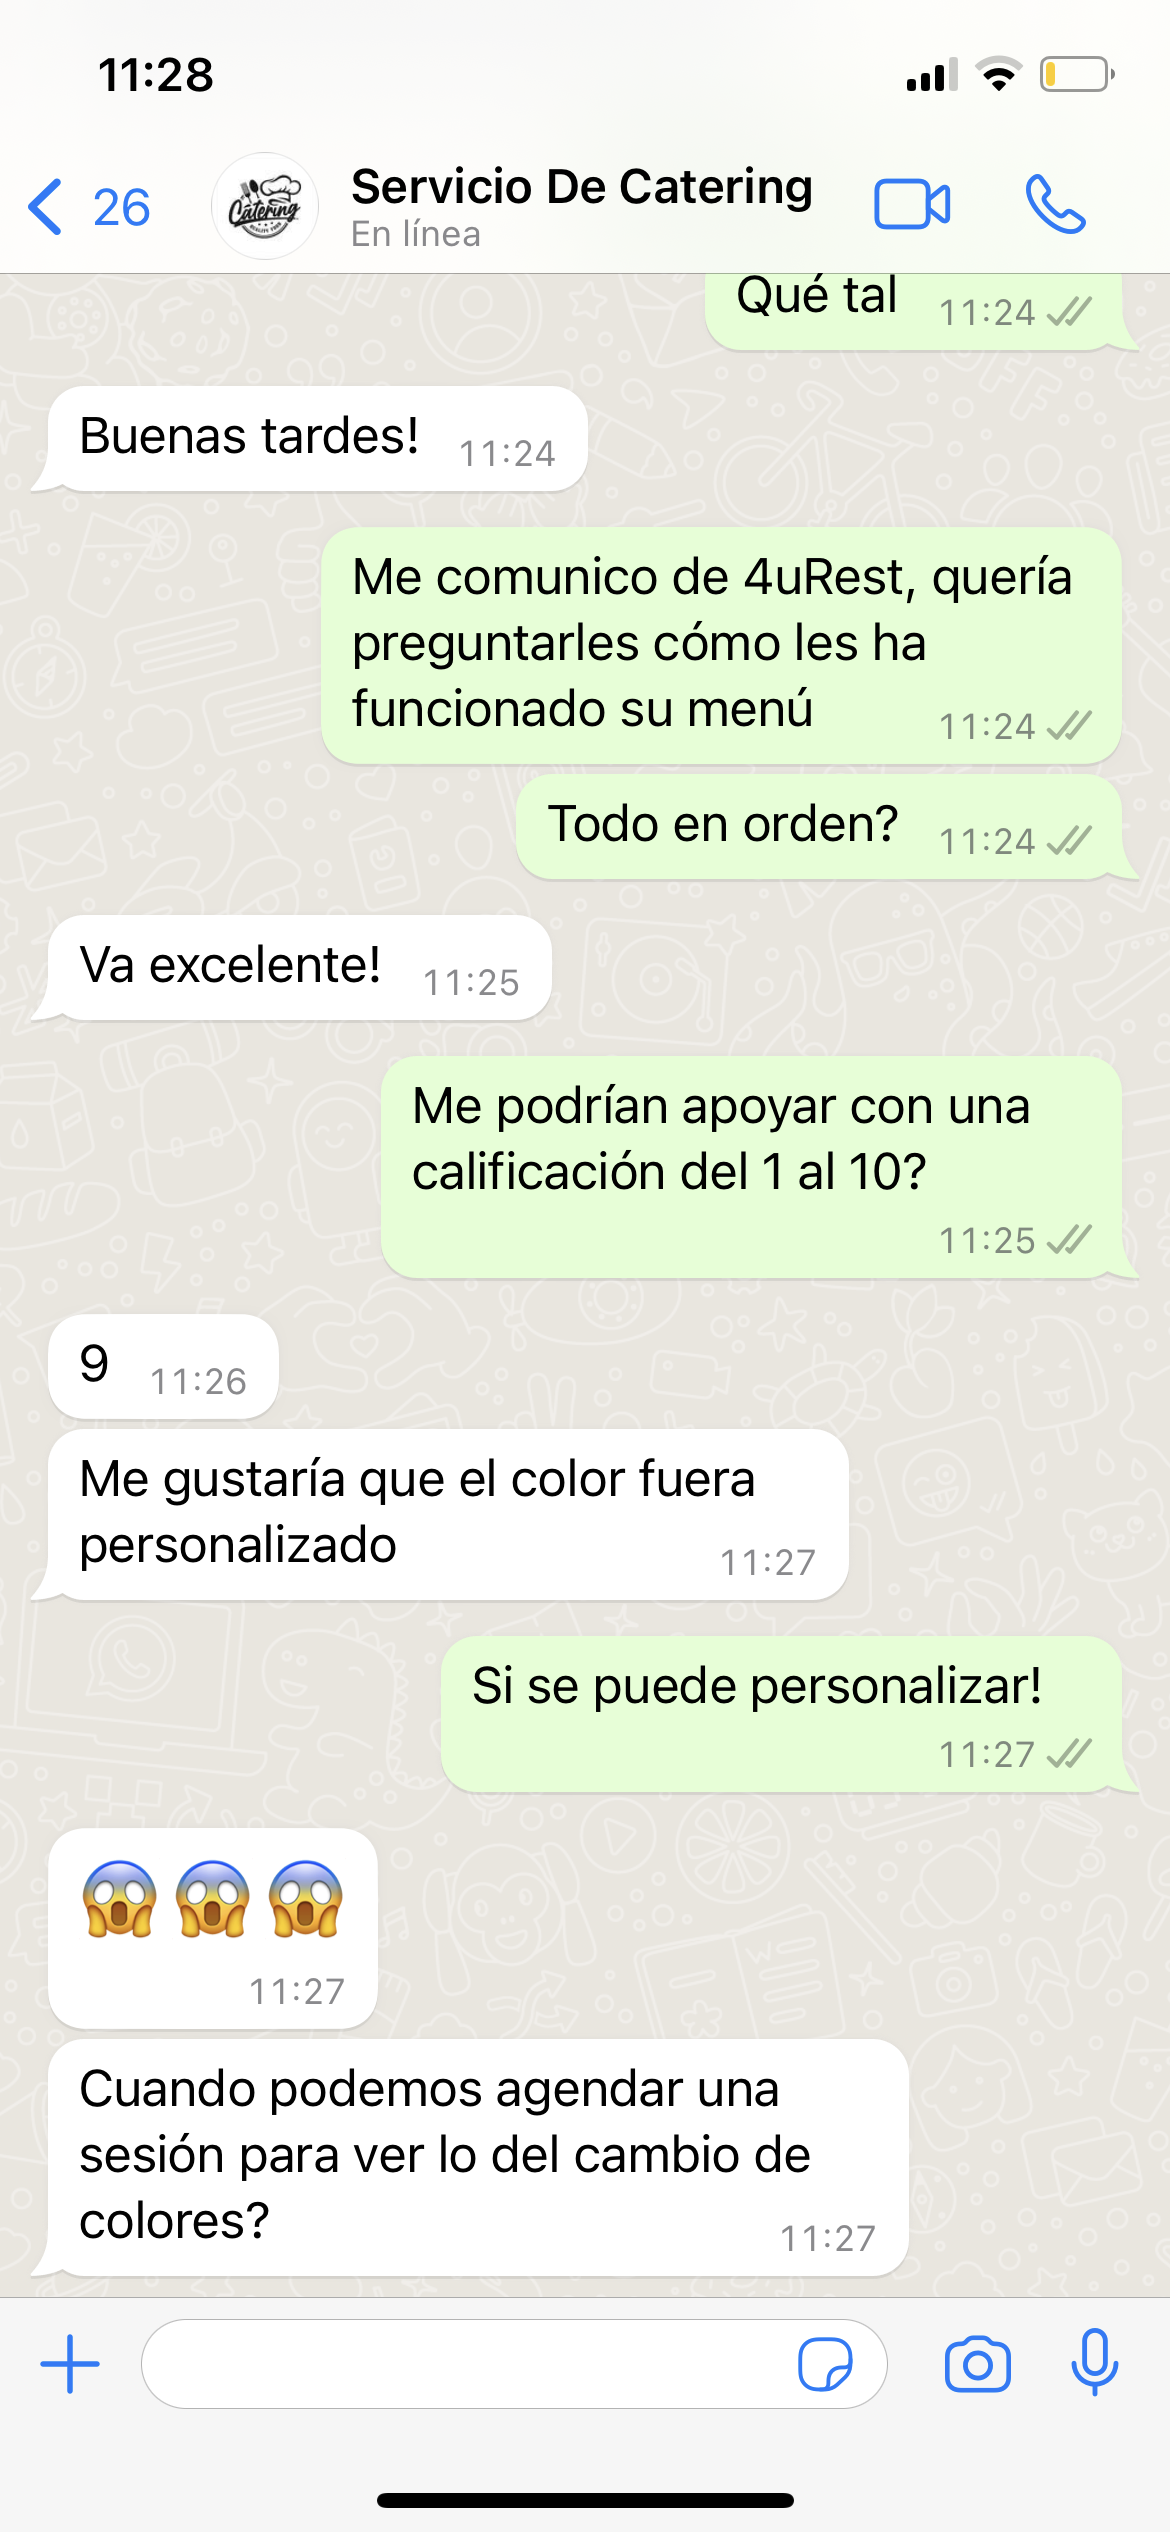 11:28
26
Catering
Servicio De Catering
En línea
Qué tal
11:24
Buenas tardes!
11:24
Me comunico de 4uRest, quería
preguntarles cómo les ha
funcionado su menú
11:24
Todo en orden?
11:24
Va excelente!
11:25
Me podrían apoyar con una
calificación del 1 al 10?
11:25
9
11:26
Me gustaría que el color fuera
personalizado
11:27
Si se puede personalizar!
11:27
😱😱😱
11:27
Cuando podemos agendar una
sesión para ver lo del cambio de
colores?
11:27